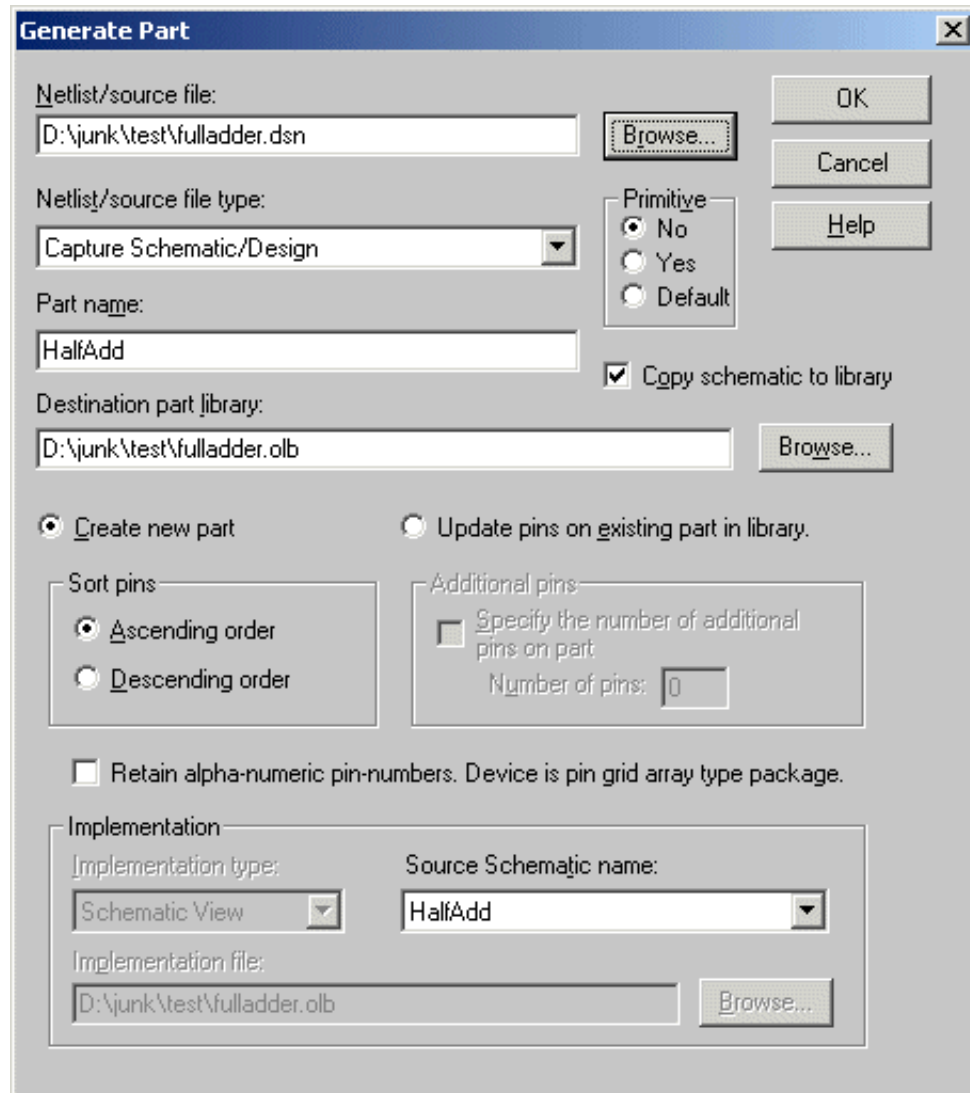 Generate Part
Netlist/source file:
OK
D:\junk\test\fulladder.dsn
Browse...
Cancel
Netlist/source file type:
Primitive
Help
Capture Schematic/Design
No
Yes
Default
Part name:
HalfAdd
Copy schematic to library
Destination part library:
D:\junk\test\fulladder.olb
Browse...
Create new part
Update pins on existing part in library.
Sort pins
Ascending order
Descending order
Additional pins
Specify the number of additional
pins on part
Number of pins: 0
Retain alpha-numeric pin-numbers. Device is pin grid array type package.
Implementation
Implementation type:
Source Schematic name:
Schematic View
HalfAdd
Implementation file:
D:\junk\test\fulladder.olb
Browse...